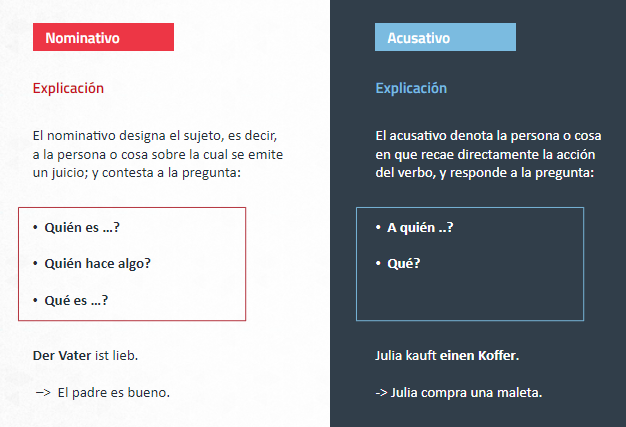 Nominativo
Explicación
El nominativo designa el sujeto, es decir,
a la persona o cosa sobre la cual se emite
un juicio; y contesta a la pregunta:
• Quién es ...?
• Quién hace algo?
• Qué es ...?
Der Vater ist lieb.
–> El padre es bueno.
Acusativo
Explicación
El acusativo denota la persona o cosa
en que recae directamente la acción
del verbo, y responde a la pregunta:
• A quién ..?
• Qué?
Julia kauft einen Koffer.
-> Julia compra una maleta.